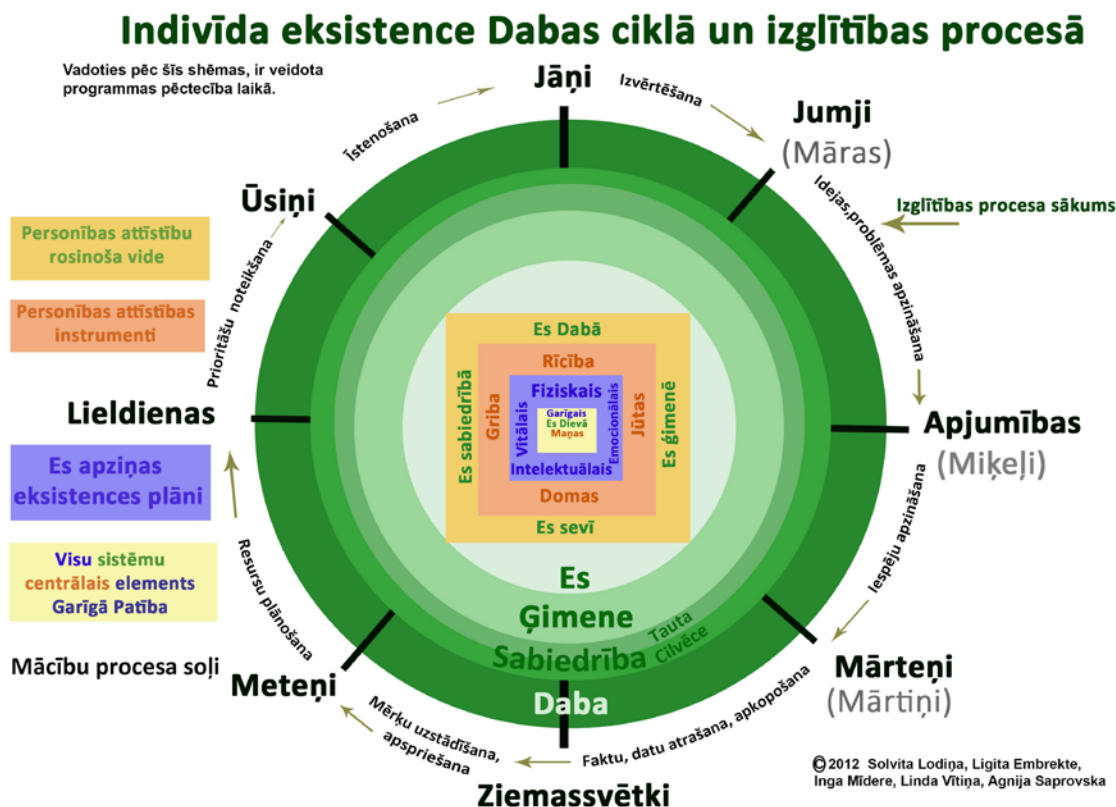 Indivīda eksistence Dabas ciklā un izglītības procesā
Vadoties pēc šīs shēmas, ir veidota
programmas pēctecība laikā.
Jāņi
Izvērtēšana
Jumji
(Māras)
Idejas,problēmas apzināšana
Izglītības procesa sākums
Apjumības
(Miķeļi)
Iespēju apzināšana
Mārteņi
(Mārtiņi)
Faktu, datu atrašana, apkopošana
Ziemassvētki
Mērķu uzstādīšana,
apspriešana
Meteņi
Resursu plānošana
Lieldienas
Prioritāšu noteikšana
Ūsiņi
Īstenošana
Personības attīstību
rosinoša vide
Personības attīstības
instrumenti
Es apziņas
eksistences plāni
Visu sistēmu
centrālais elements
Garīgā Patība
Mācību procesa soļi
Es Dabā
Es sabiedrībā
Es ģimenē
Es sevī
Rīcība
Griba
Jūtas
Domas
Fiziskais
Vitālais
Emocionālais
Intelektuālais
Garīgais
Es Dievā
Maņas
Es
Ģimene
Tauta
Cilvēce
Sabiedrība
Daba
©2012 Solvita Lodiņa, Ligita Embrekte,
Inga Mīdere, Linda Vītiņa, Agnija Saprovska